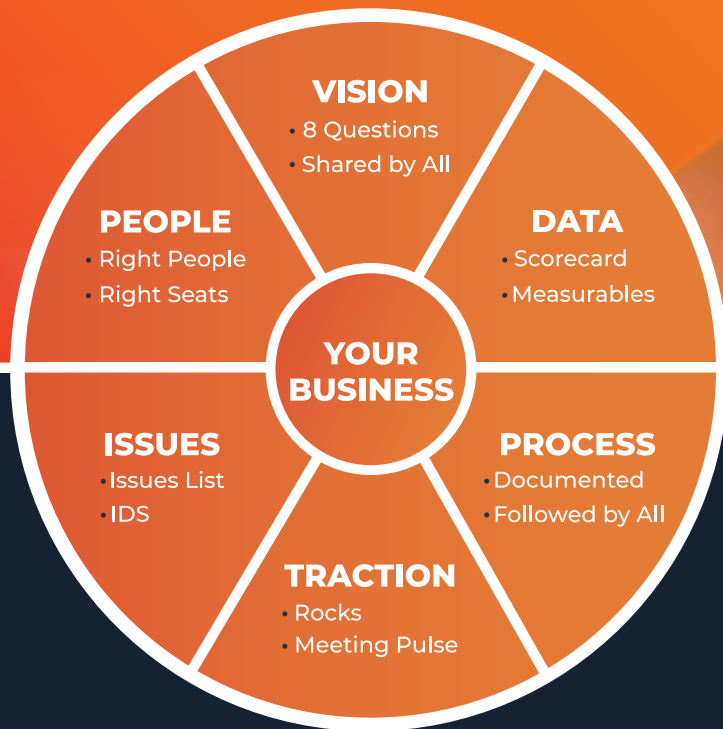 VISION
• 8 Questions
• Shared by All
PEOPLE
• Right People
• Right Seats
DATA
• Scorecard
• Measurables
YOUR
BUSINESS
ISSUES
• Issues List
• IDS
PROCESS
• Documented
• Followed by All
TRACTION
• Rocks
• Meeting Pulse